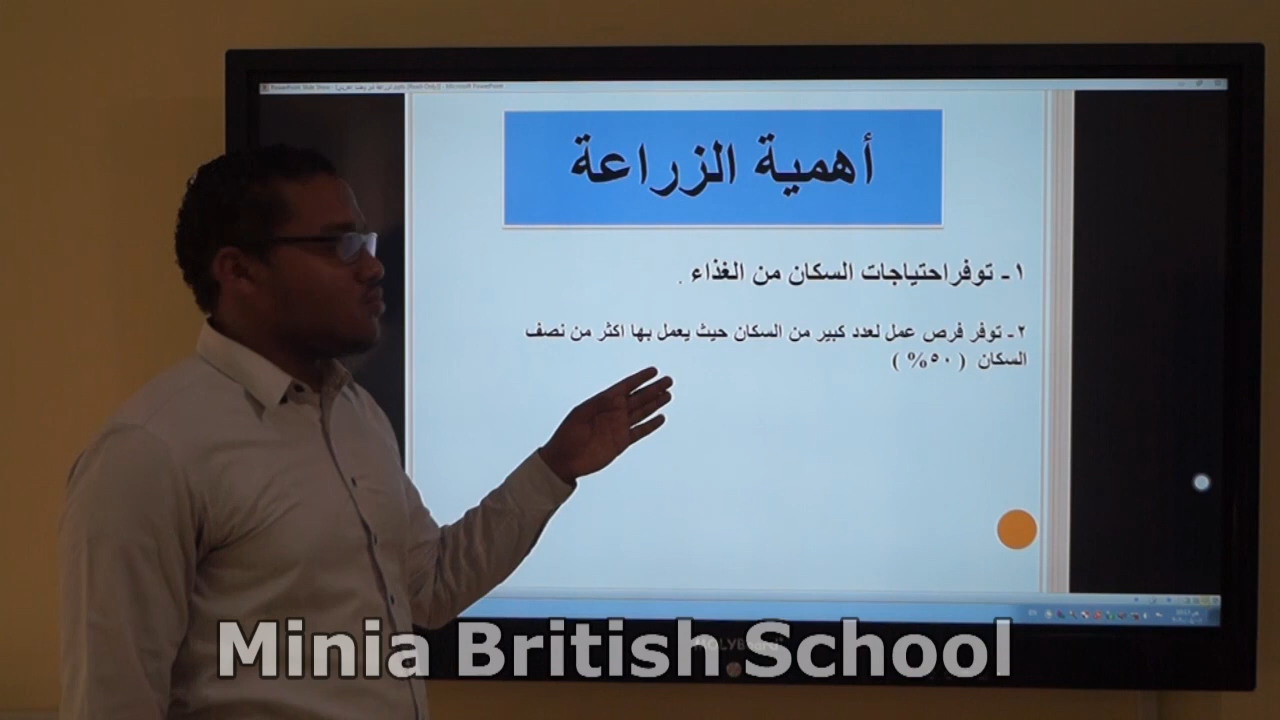 أهمية الزراعة
١- توفراحتياجات السكان من الغذاء .
٢- توفر فرص عمل لعدد كبير من السكان حيث يعمل بها اكثر من نصف
السكان ( ٥٠% )
Minia British School